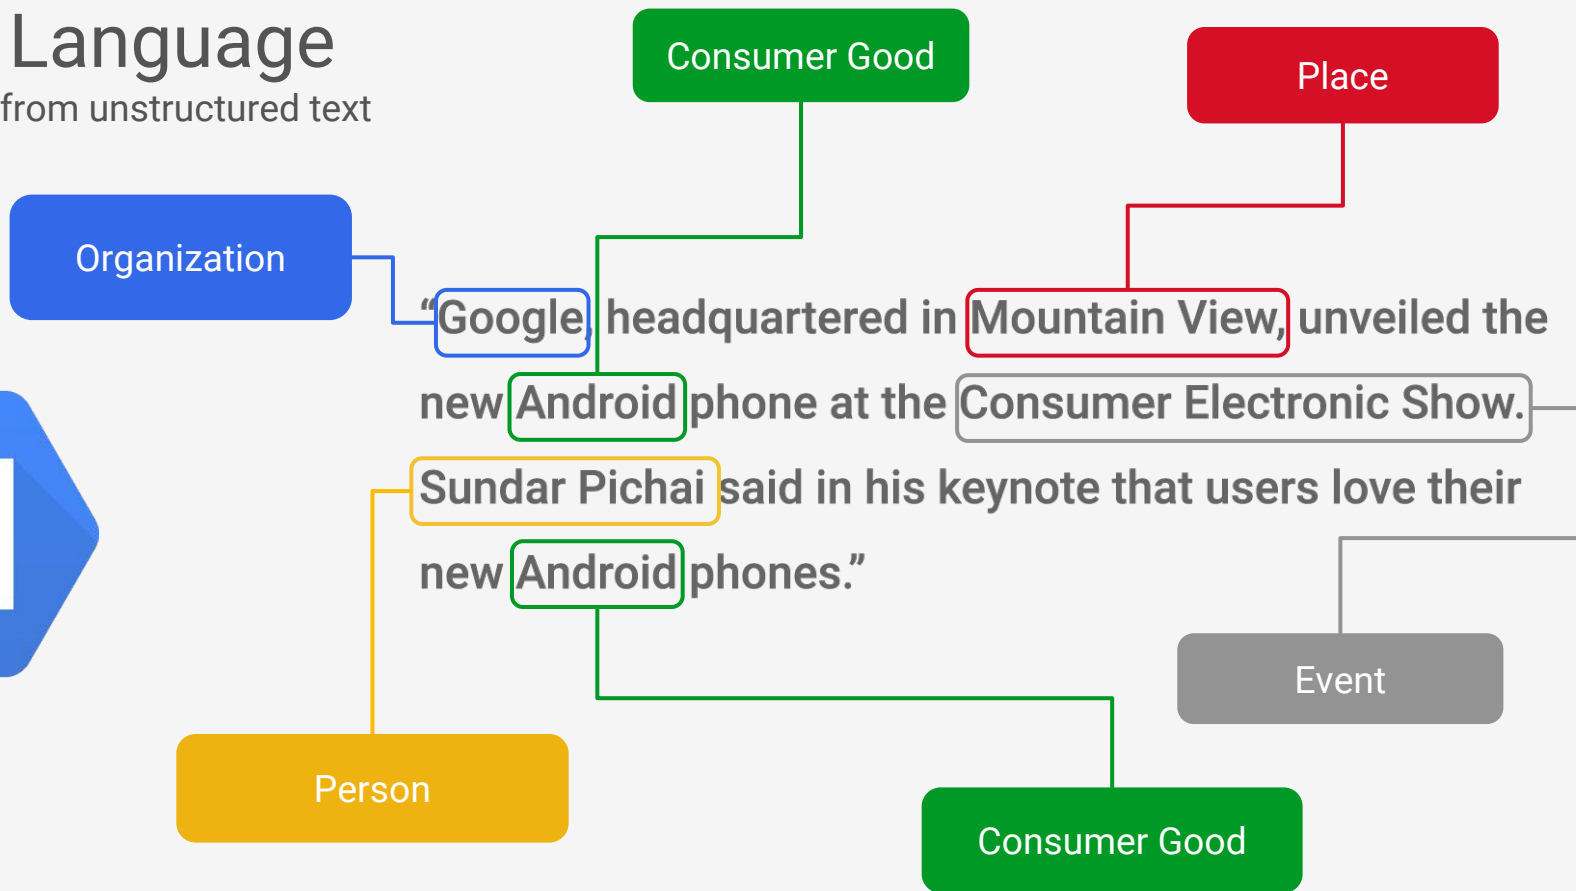 Language
from unstructured text
Consumer Good
Place
Organization
“Google, headquartered in Mountain View, unveiled the
new Android phone at the Consumer Electronic Show.
Sundar Pichai said in his keynote that users love their
new Android phones.”
Event
Person
Consumer Good